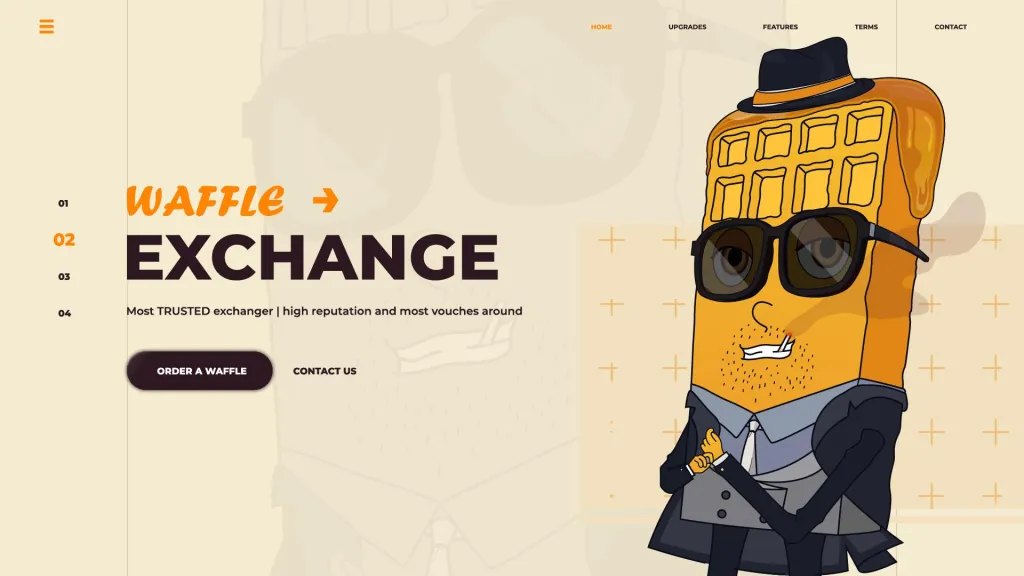 HOME UPGRADES FEATURES TERMS CONTACT
01
02
03
04
WAFFLE →
EXCHANGE
Most TRUSTED exchanger | high reputation and most vouches around
ORDER A WAFFLE CONTACT US